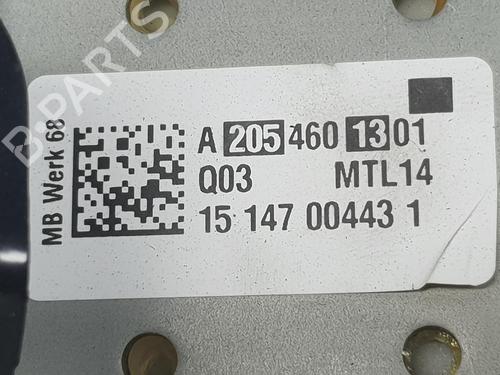 B-PARTS
MB Werk 68
A 205 460 13 01
Q03 MTL14
15 147 00443 1